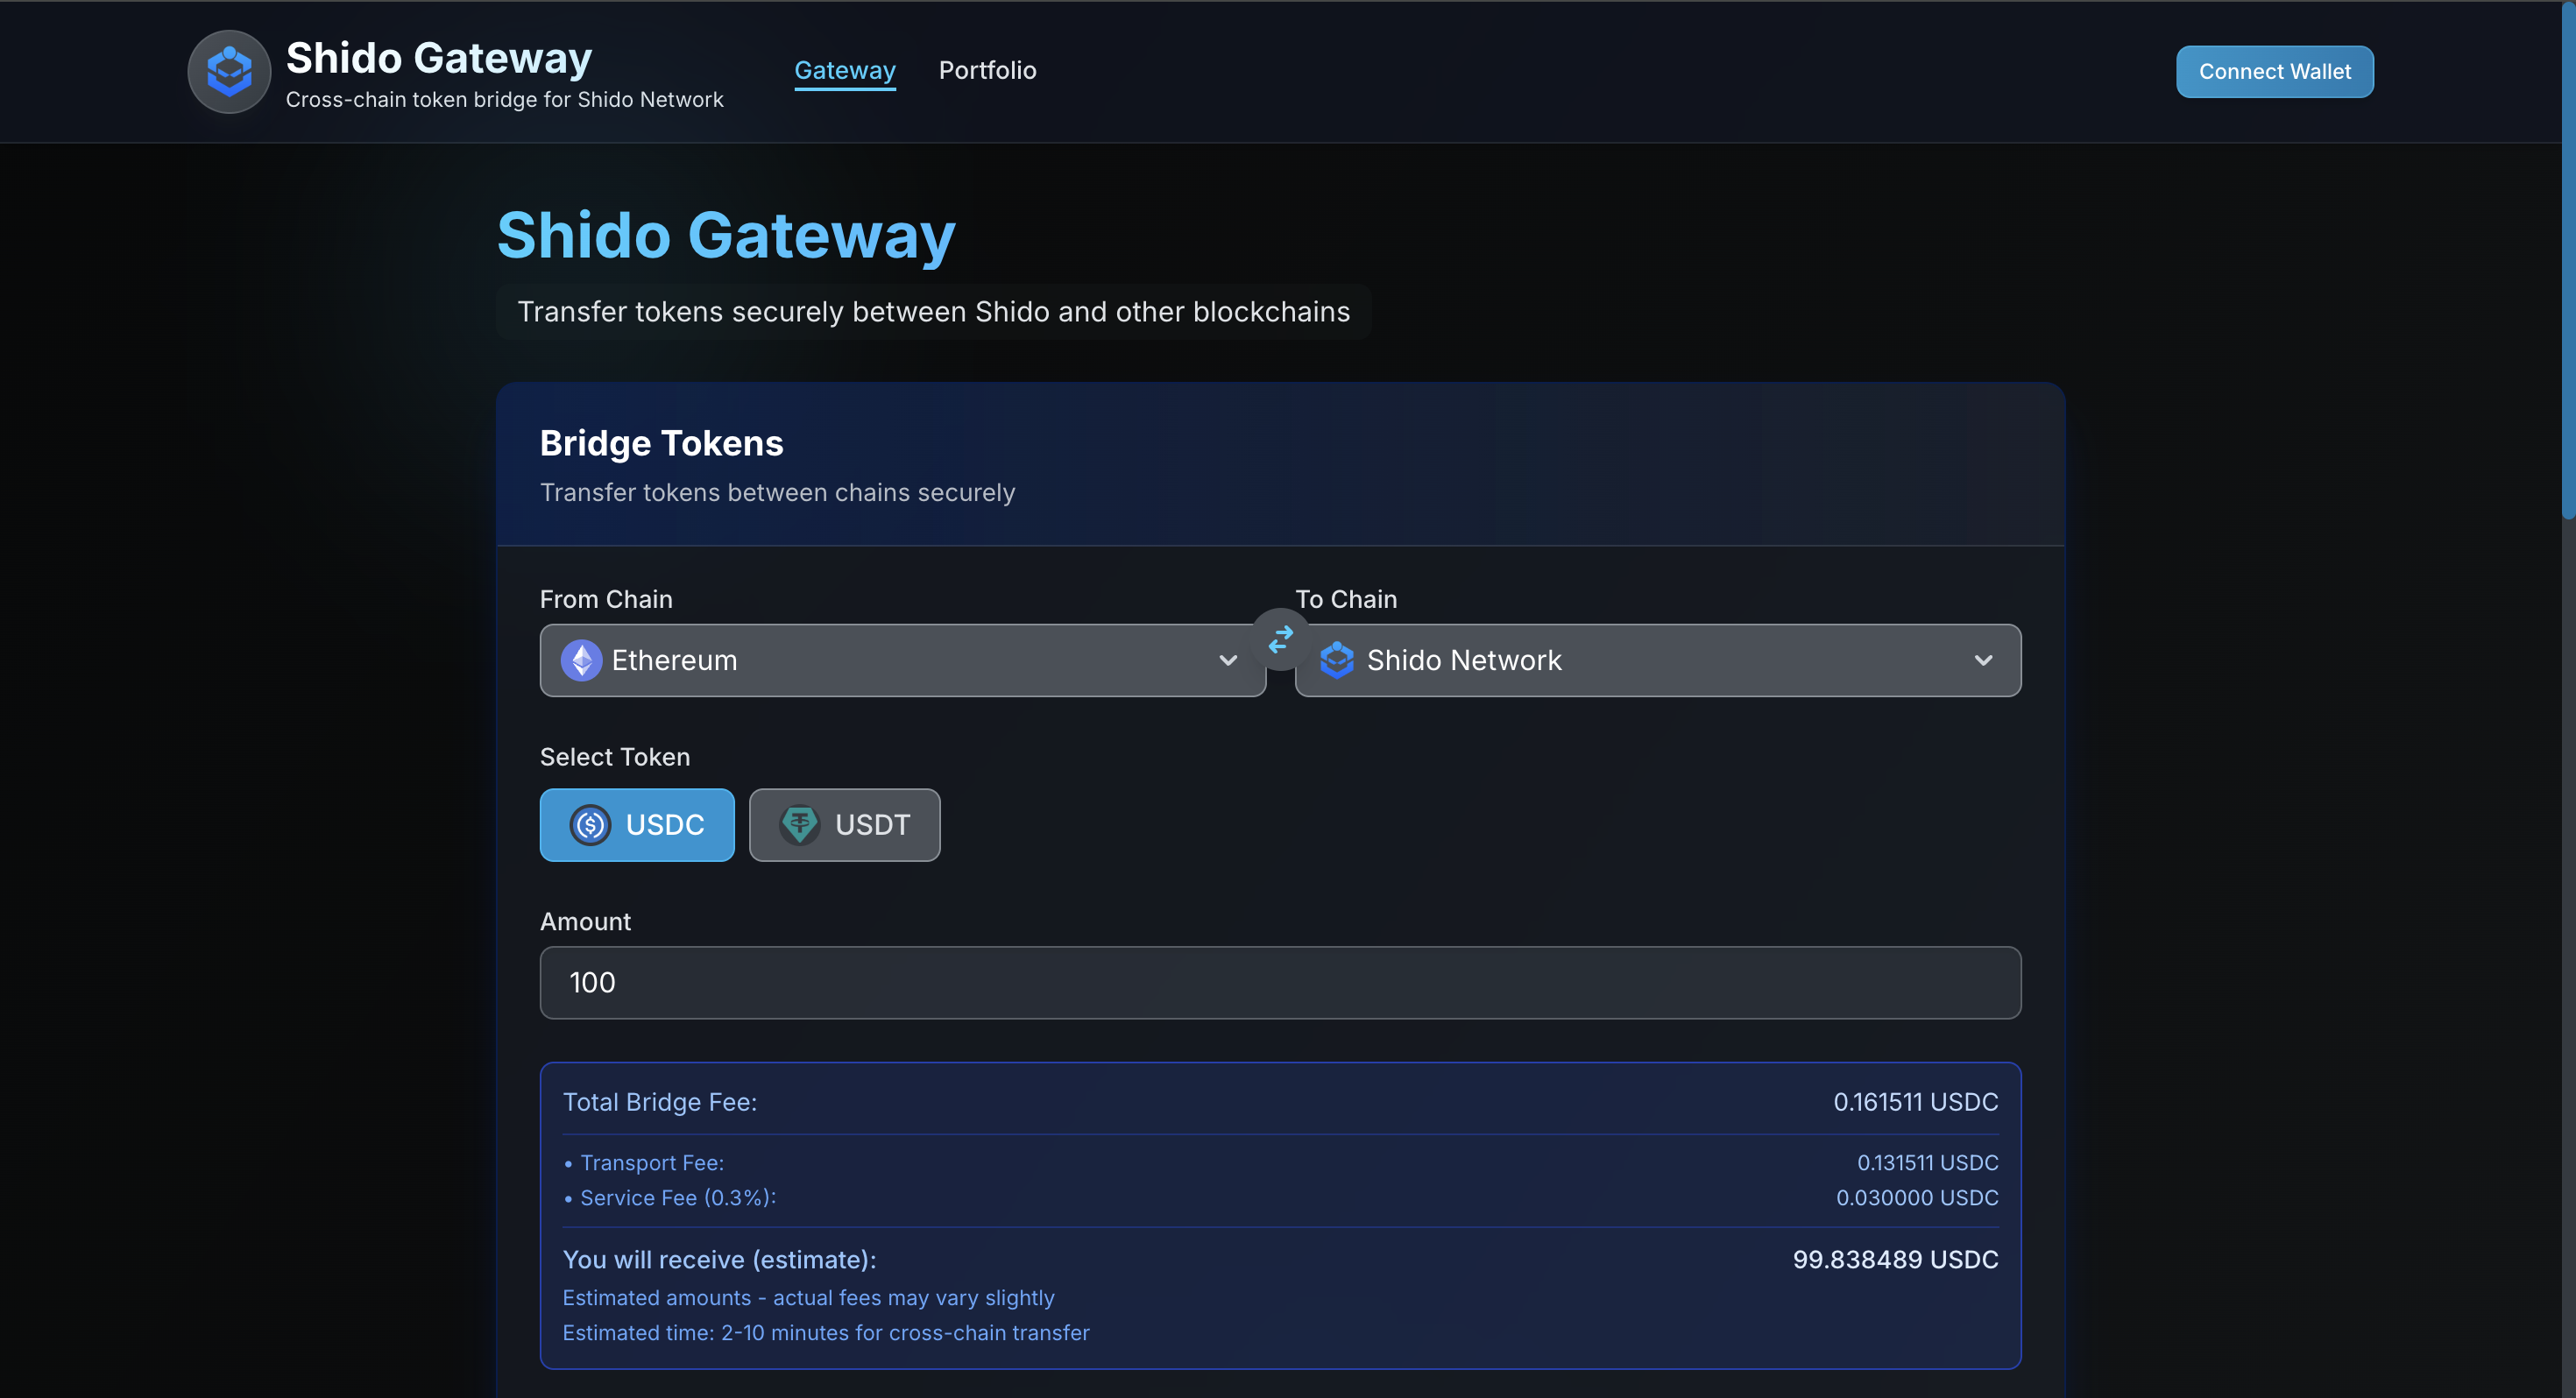 Shido Gateway
Cross-chain token bridge for Shido Network
Gateway
Portfolio
Connect Wallet
Shido Gateway
Transfer tokens securely between Shido and other blockchains
Bridge Tokens
Transfer tokens between chains securely
From Chain
To Chain
Ethereum
Shido Network
Select Token
USDC
USDT
Amount
100
Total Bridge Fee: 0.161511 USDC
• Transport Fee: 0.131511 USDC
• Service Fee (0.3%): 0.030000 USDC
You will receive (estimate): 99.838489 USDC
Estimated amounts - actual fees may vary slightly
Estimated time: 2-10 minutes for cross-chain transfer